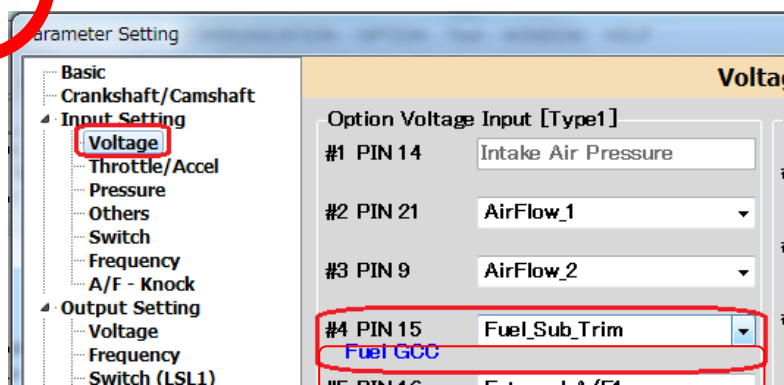 arameter Setting
Basic
Crankshaft/Camshaft
Input Setting
Voltage
Throttle/Accel
Pressure
Others
Switch
Frequency
A/F - Knock
Output Setting
Voltage
Frequency
Switch (LSL1)
Volta
Option Voltage Input [Type1]
#1 PIN 14 Intake Air Pressure
#2 PIN 21 AirFlow_1
#3 PIN 9 AirFlow_2
#4 PIN 15 Fuel_Sub_Trim
Fuel GCC